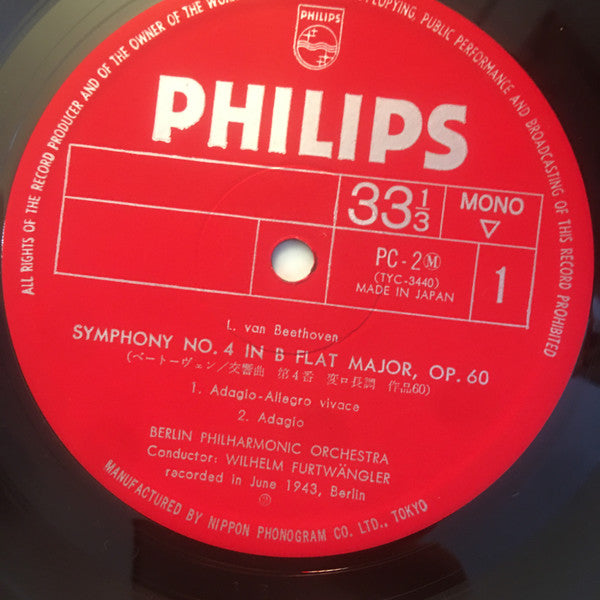 PHILIPS
ALL RIGHTS OF THE RECORD PRODUCER AND OF THE OWNER OF THE
COPYING, PUBLIC PERFORMANCE AND BROADCASTING OF THIS RECORD PROHIBITED
PHILIPS
33 1/3
MONO
▽
PC-2Ⓜ
(TYC-3440)
MADE IN JAPAN
1
L. van Beethoven
SYMPHONY NO. 4 IN B FLAT MAJOR, OP. 60
(ベートーヴェン/交響曲 第4番 変ロ長調 作品60)
1. Adagio-Allegro vivace
2. Adagio
BERLIN PHILHARMONIC ORCHESTRA
Conductor: WILHELM FURTWÄNGLER
recorded in June 1943, Berlin
MANUFACTURED BY NIPPON PHONOGRAM CO. LTD., TOKYO